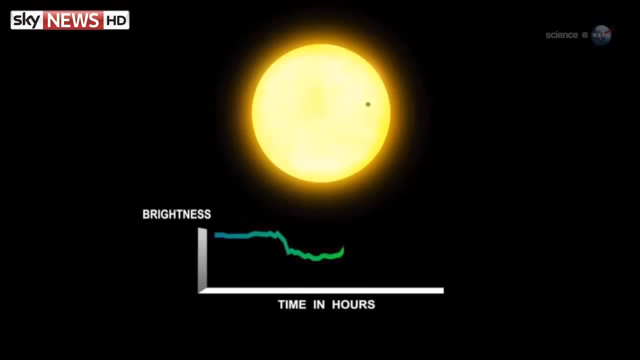 sky NEWS HD
science @ NASA
BRIGHTNESS
TIME IN HOURS